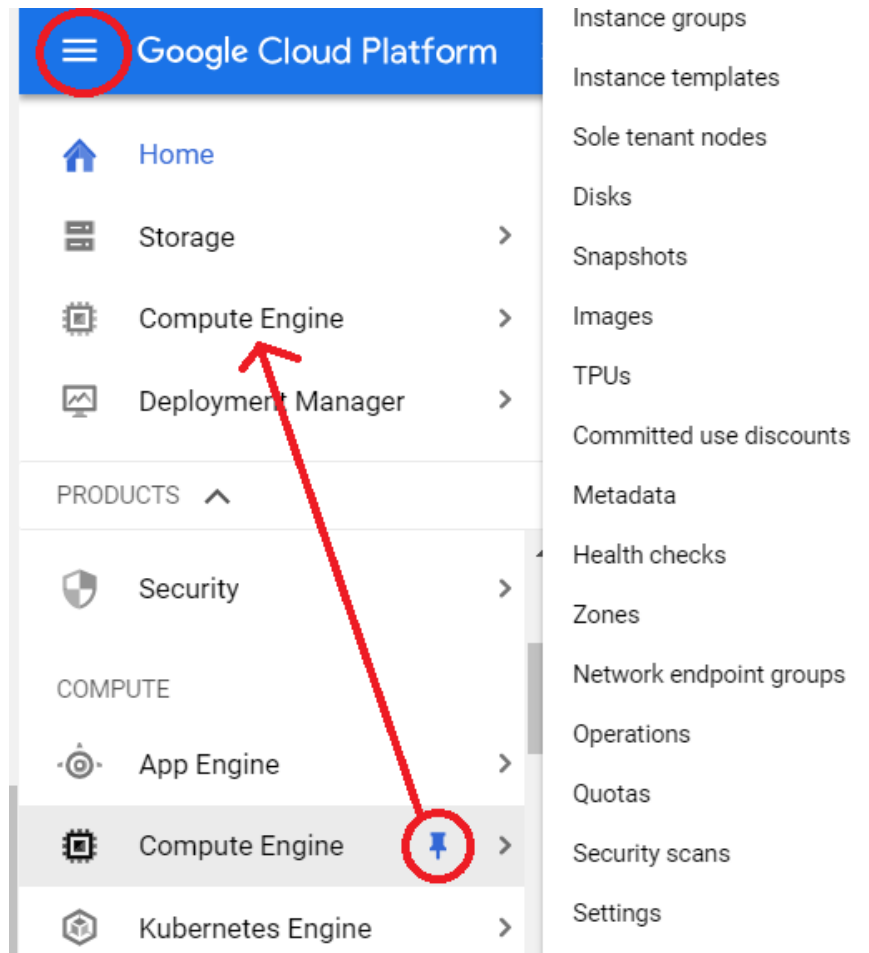 Google Cloud Platform
Home
Storage
Compute Engine
Deployment Manager
PRODUCTS
Security
COMPUTE
App Engine
Compute Engine
Kubernetes Engine
Instance groups
Instance templates
Sole tenant nodes
Disks
Snapshots
Images
TPUs
Committed use discounts
Metadata
Health checks
Zones
Network endpoint groups
Operations
Quotas
Security scans
Settings